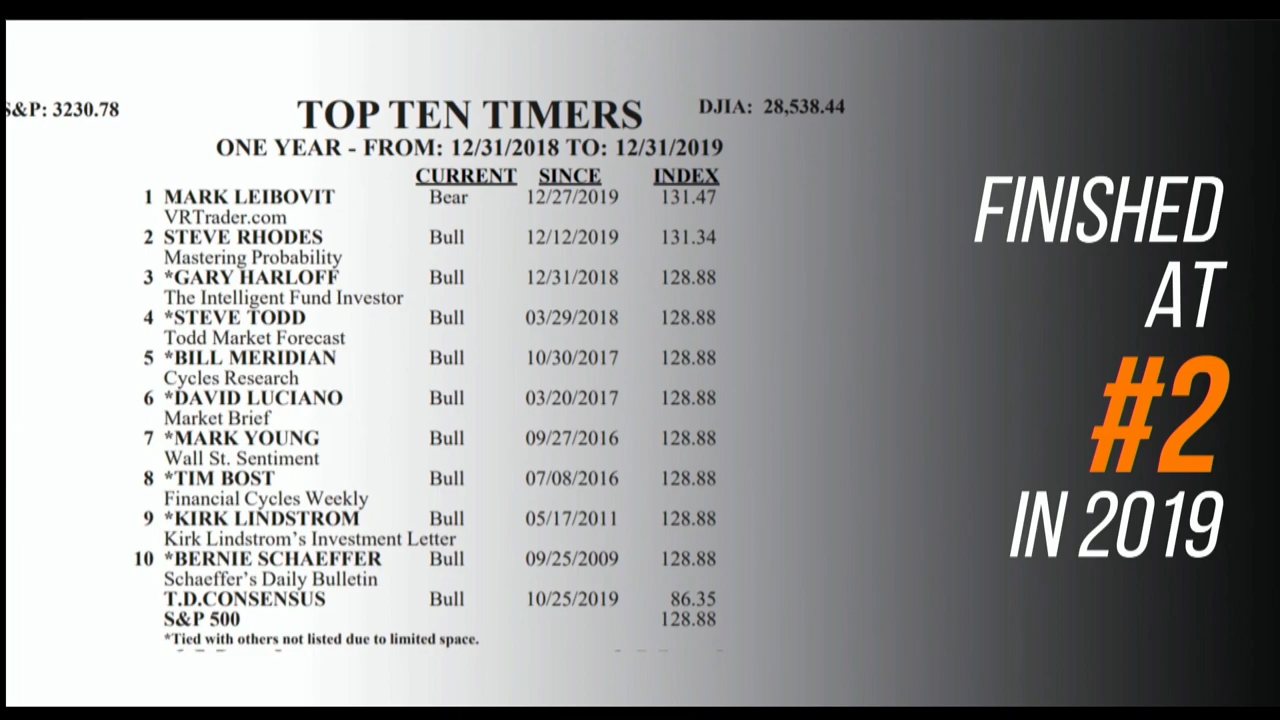 S&P: 3230.78
TOP TEN TIMERS
DJIA: 28,538.44
ONE YEAR - FROM: 12/31/2018 TO: 12/31/2019
CURRENT SINCE INDEX
1 MARK LEIBOVIT Bear 12/27/2019 131.47
VRTrader.com
2 STEVE RHODES Bull 12/12/2019 131.34
Mastering Probability
3 *GARY HARLOFF Bull 12/31/2018 128.88
The Intelligent Fund Investor
4 *STEVE TODD Bull 03/29/2018 128.88
Todd Market Forecast
5 *BILL MERIDIAN Bull 10/30/2017 128.88
Cycles Research
6 *DAVID LUCIANO Bull 03/20/2017 128.88
Market Brief
7 *MARK YOUNG Bull 09/27/2016 128.88
Wall St. Sentiment
8 *TIM BOST Bull 07/08/2016 128.88
Financial Cycles Weekly
9 *KIRK LINDSTROM Bull 05/17/2011 128.88
Kirk Lindstrom's Investment Letter
10 *BERNIE SCHAEFFER Bull 09/25/2009 128.88
Schaeffer's Daily Bulletin
T.D.CONSENSUS Bull 10/25/2019 86.35
S&P 500 128.88
*Tied with others not listed due to limited space.
FINISHED
AT
#2
IN 2019